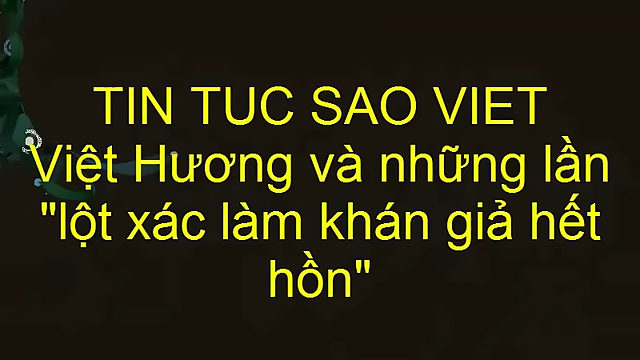 TIN TUC SAO VIET
Việt Hương và những lần
"lột xác làm khán giả hết
hồn"